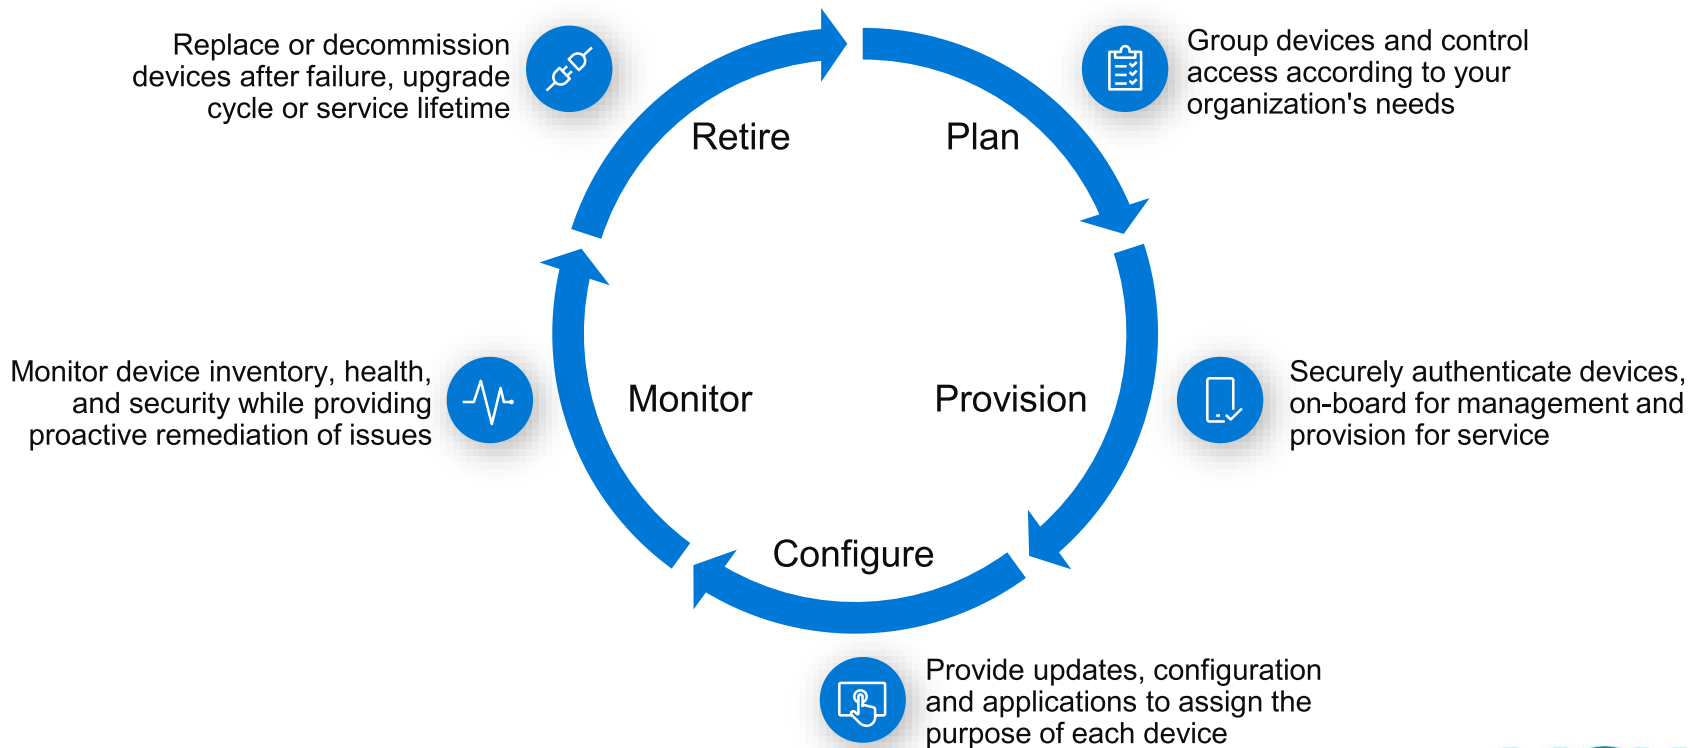 Replace or decommission
devices after failure, upgrade
cycle or service lifetime
Group devices and control
access according to your
organization's needs
Retire
Plan
Monitor device inventory, health,
and security while providing
proactive remediation of issues
Monitor
Provision
Securely authenticate devices,
on-board for management and
provision for service
Configure
Provide updates, configuration
and applications to assign the
purpose of each device